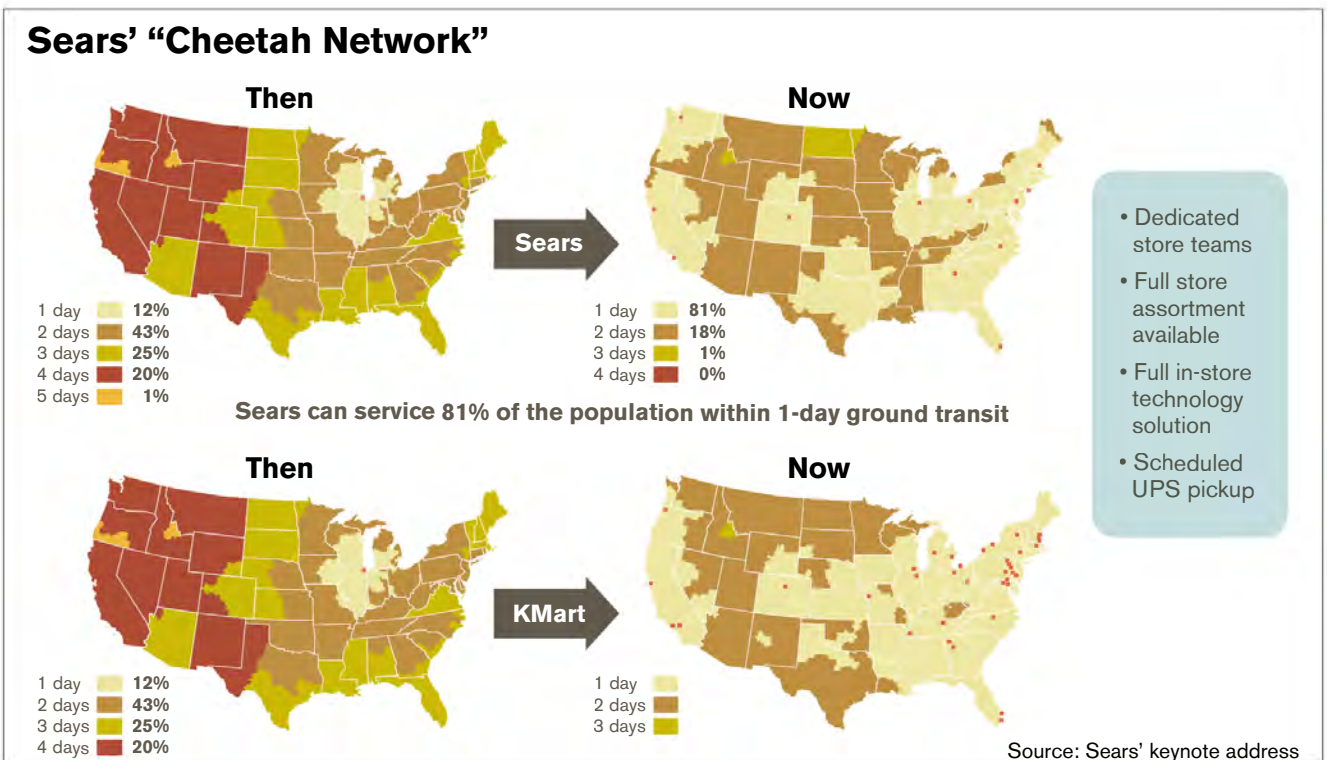 Sears’ “Cheetah Network”
Then
Now
Sears
1 day 12%
2 days 43%
3 days 25%
4 days 20%
5 days 1%
1 day 81%
2 days 18%
3 days 1%
4 days 0%
Sears can service 81% of the population within 1-day ground transit
Then
Now
KMart
1 day 12%
2 days 43%
3 days 25%
4 days 20%
1 day
2 days
3 days
• Dedicated
store teams
• Full store
assortment
available
• Full in-store
technology
solution
• Scheduled
UPS pickup
Source: Sears’ keynote address